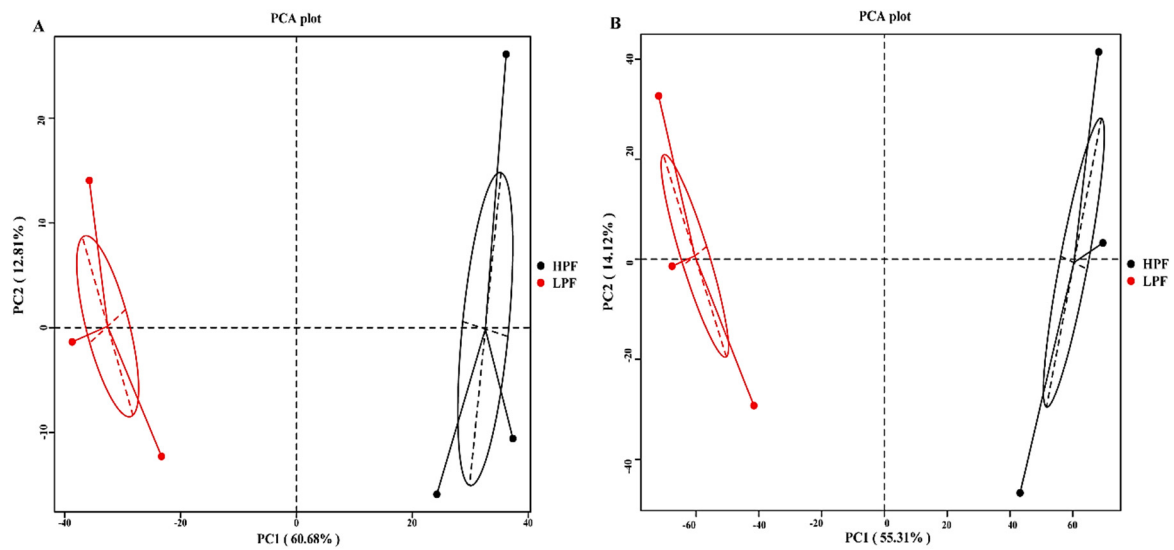 A
PCA plot
PC2 ( 12.81% )
20
10
0
-10
-40
-20
0
20
40
PC1 ( 60.68% )
HPF
LPF
B
PCA plot
PC2 ( 14.12% )
40
20
0
-20
-40
-60
-40
-20
0
20
40
60
PC1 ( 55.31% )
HPF
LPF